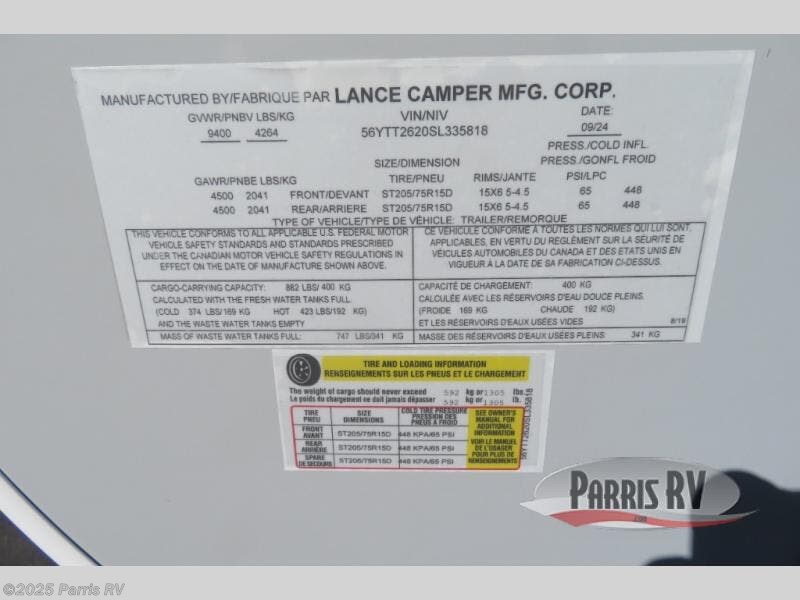 MANUFACTURED BY/FABRIQUE PAR LANCE CAMPER MFG. CORP.
GVWR/PNBV LBS/KG VIN/NIV DATE:
9400 4264 56YTT2620SL335818 09/24
PRESS./COLD INFL.
SIZE/DIMENSION PRESS./GONFL FROID
GAWR/PNBE LBS/KG TIRE/PNEU RIMS/JANTE PSI/LPC
4500 2041 FRONT/DEVANT ST205/75R15D 15X6 5-4.5 65 448
4500 2041 REAR/ARRIERE ST205/75R15D 15X6 5-4.5 65 448
TYPE OF VEHICLE/TYPE DE VÉHICLE: TRAILER/REMORQUE
THIS VEHICLE CONFORMS TO ALL APPLICABLE U.S. FEDERAL MOTOR
VEHICLE SAFETY STANDARDS AND STANDARDS PRESCRIBED
UNDER THE CANADIAN MOTOR VEHICLE SAFETY REGULATIONS IN
EFFECT ON THE DATE OF MANUFACTURE SHOWN ABOVE.
CE VÉHICULE CONFORME À TOUTES LES NORMES QUI LUI SONT
APPLICABLES, EN VERTU DU REGLEMENT SUR LA SÉCURITÉ DE
VEICULES AUTOMOBILES DU CANADA ET DES ETATS UNIS EN
VIGUEUR À LA DATE DE SA FABRICATION CI-DESSUS.
CARGO-CARRYING CAPACITY: 882 LBS/ 400 KG
CALCULATED WITH THE FRESH WATER TANKS FULL.
(COLD 374 LBS/169 KG HOT 423 LBS/192 KG)
AND THE WASTE WATER TANKS EMPTY
MASS OF WASTE WATER TANKS FULL: 747 LBS/341 KG
CAPACITÉ DE CHARGEMENT: 400 KG
CALCULÉE AVEC LES RÉSERVOIRS D'EAU DOUCE PLEINS.
(FROIDE 169 KG CHAUDE 192 KG)
ET LES RÉSERVOIRS D'EAUX USÉES VIDES 8/19
MASSE DES RÉSERVOIRS D'EAUX USÉES PLEINS: 341 KG
TIRE AND LOADING INFORMATION
RENSEIGNEMENTS SUR LES PNEUS ET LE CHARGEMENT
The weight of cargo should never exceed 592 kg or 1305 lbs.
Le poids du chargement ne doit jamais dépasser 592 kg or 1305 lb.
TIRE PNEU
SIZE DIMENSIONS
COLD TIRE PRESSURE
PRESSION DES
PNEUS A FROID
FRONT AVANT ST205/75R15D 448 KPA/65 PSI
REAR ARRIÈRE ST205/75R15D 448 KPA/65 PSI
SPARE DE SECOURS ST205/75R15D 448 KPA/65 PSI
SEE OWNER'S
MANUAL FOR
ADDITIONAL
INFORMATION
VOIR LE MANUEL
DE L'USAGER
POUR PLUS DE
RENSEIGNEMENTS
56YTT2620SL335818
PARRIS RV
©2025 Parris RV